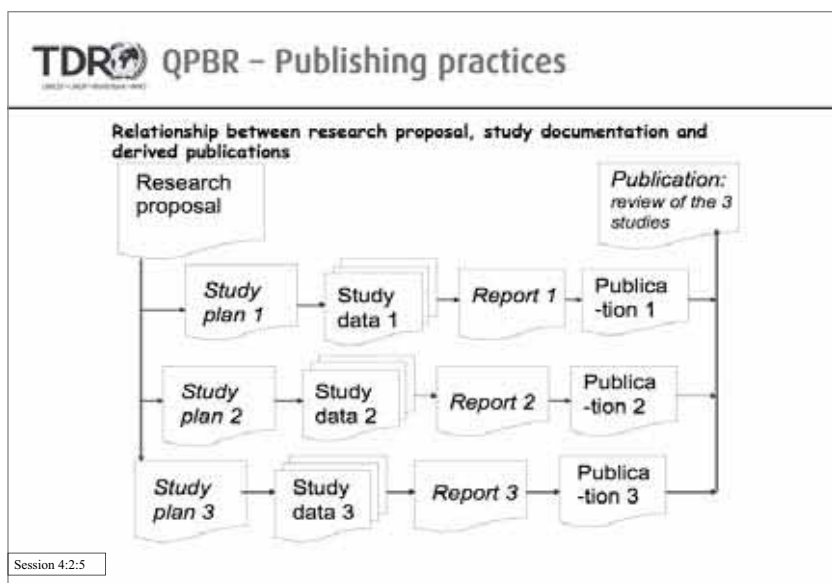 TDR QPBR – Publishing practices
Relationship between research proposal, study documentation and
derived publications
Research
proposal
Publication:
review of the 3
studies
Study
plan 1
Study
data 1
Report 1
Publica
-tion 1
Study
plan 2
Study
data 2
Report 2
Publica
-tion 2
Study
plan 3
Study
data 3
Report 3
Publica
-tion 3
Session 4:2:5